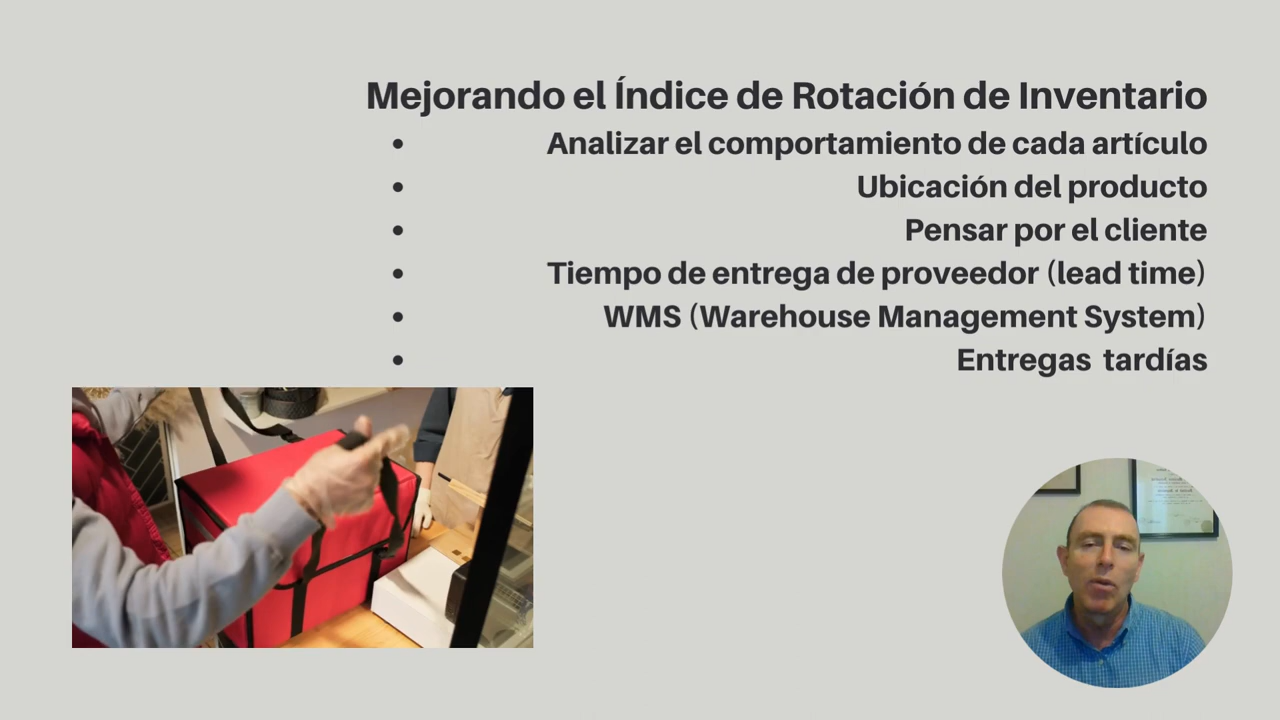 Mejorando el Índice de Rotación de Inventario
• Analizar el comportamiento de cada artículo
• Ubicación del producto
• Pensar por el cliente
• Tiempo de entrega de proveedor (lead time)
• WMS (Warehouse Management System)
• Entregas  tardías